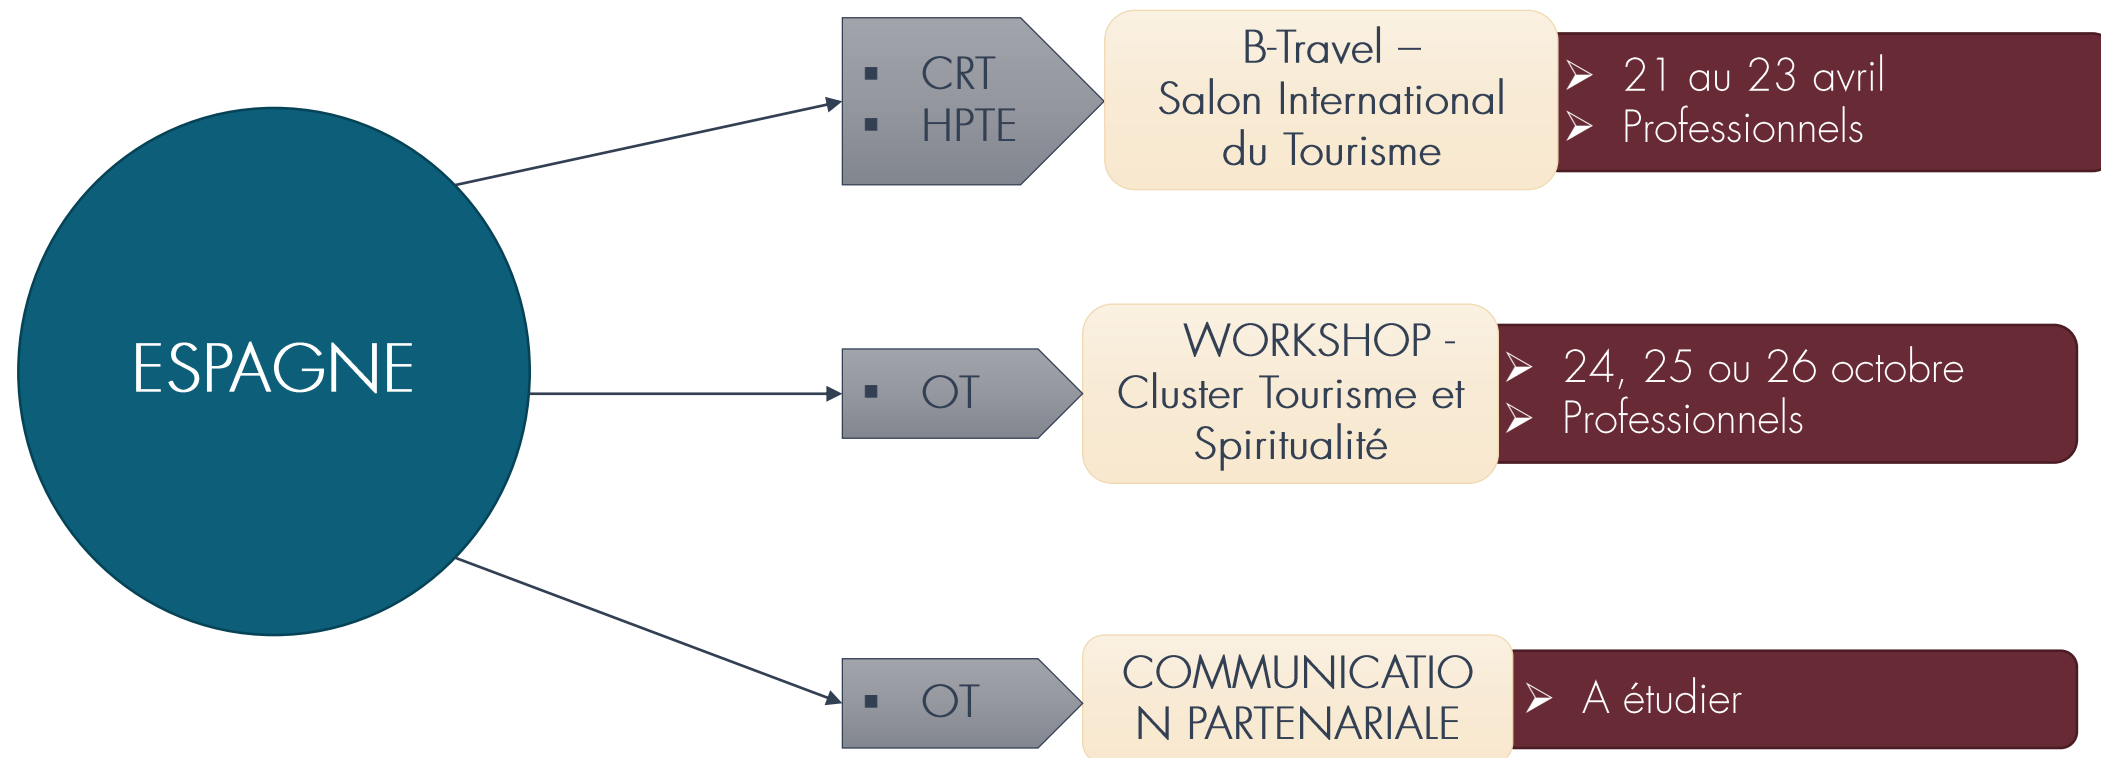 ESPAGNE
▪ CRT
▪ HPTE
B-Travel –
Salon International
du Tourisme
➢ 21 au 23 avril
➢ Professionnels
▪ OT
WORKSHOP -
Cluster Tourisme et
Spiritualité
➢ 24, 25 ou 26 octobre
➢ Professionnels
▪ OT
COMMUNICATIO
N PARTENARIALE
➢ A étudier